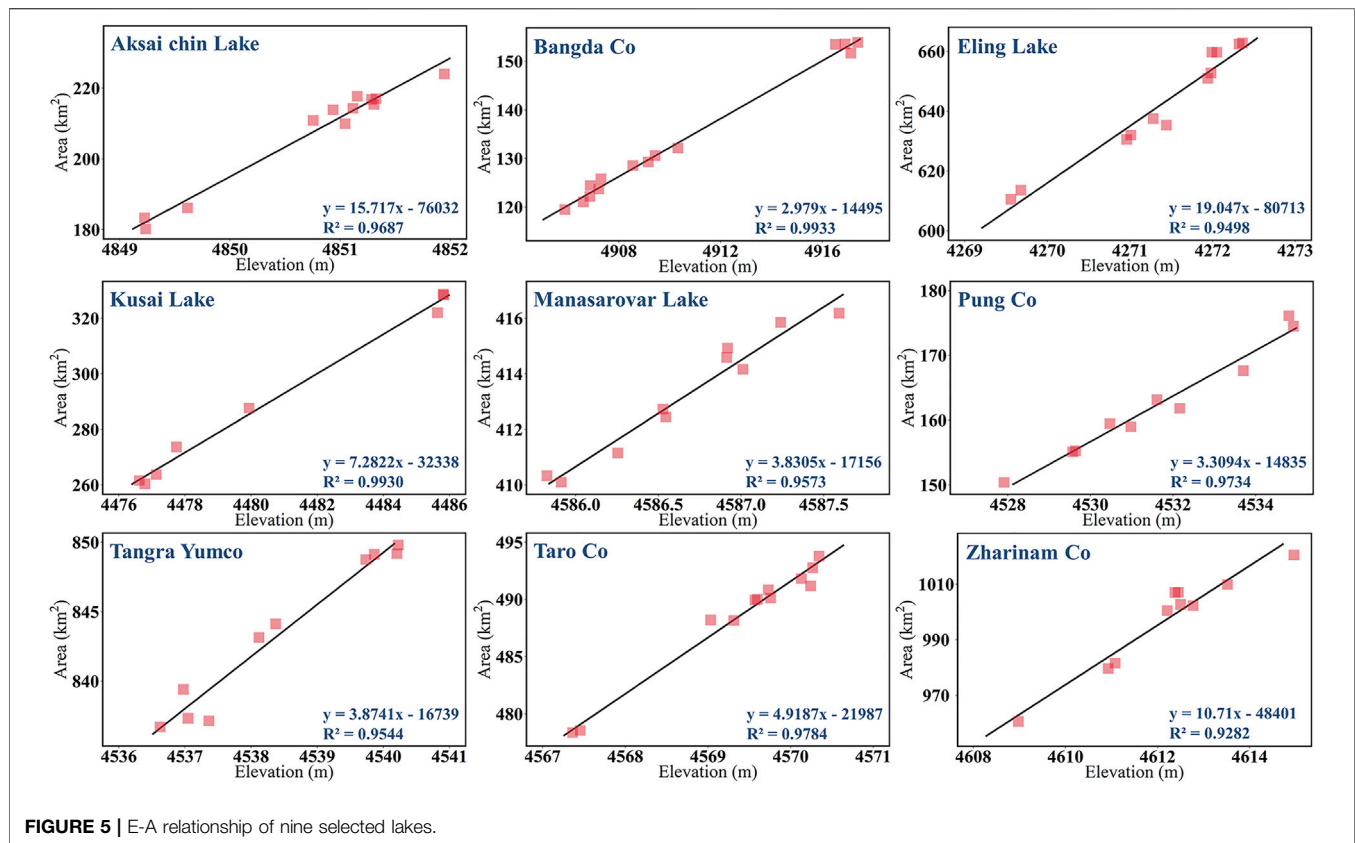 Aksai chin Lake
Area (km²)
220
200
180
y = 15.717x - 76032
R² = 0.9687
4849 4850 4851 4852
Elevation (m)
Bangda Co
Area (km²)
150
140
130
120
y = 2.979x - 14495
R² = 0.9933
4908 4912 4916
Elevation (m)
Eling Lake
Area (km²)
660
640
620
600
y = 19.047x - 80713
R² = 0.9498
4269 4270 4271 4272 4273
Elevation (m)
Kusai Lake
Area (km²)
320
300
280
260
y = 7.2822x - 32338
R² = 0.9930
4476 4478 4480 4482 4484 4486
Elevation (m)
Manasarovar Lake
Area (km²)
416
414
412
410
y = 3.8305x - 17156
R² = 0.9573
4586.0 4586.5 4587.0 4587.5
Elevation (m)
Pung Co
Area (km²)
180
170
160
150
y = 3.3094x - 14835
R² = 0.9734
4528 4530 4532 4534
Elevation (m)
Tangra Yumco
Area (km²)
850
845
840
y = 3.8741x - 16739
R² = 0.9544
4536 4537 4538 4539 4540 4541
Elevation (m)
Taro Co
Area (km²)
495
490
485
480
y = 4.9187x - 21987
R² = 0.9784
4567 4568 4569 4570 4571
Elevation (m)
Zharinam Co
Area (km²)
1010
990
970
y = 10.71x - 48401
R² = 0.9282
4608 4610 4612 4614
Elevation (m)
FIGURE 5 | E-A relationship of nine selected lakes.